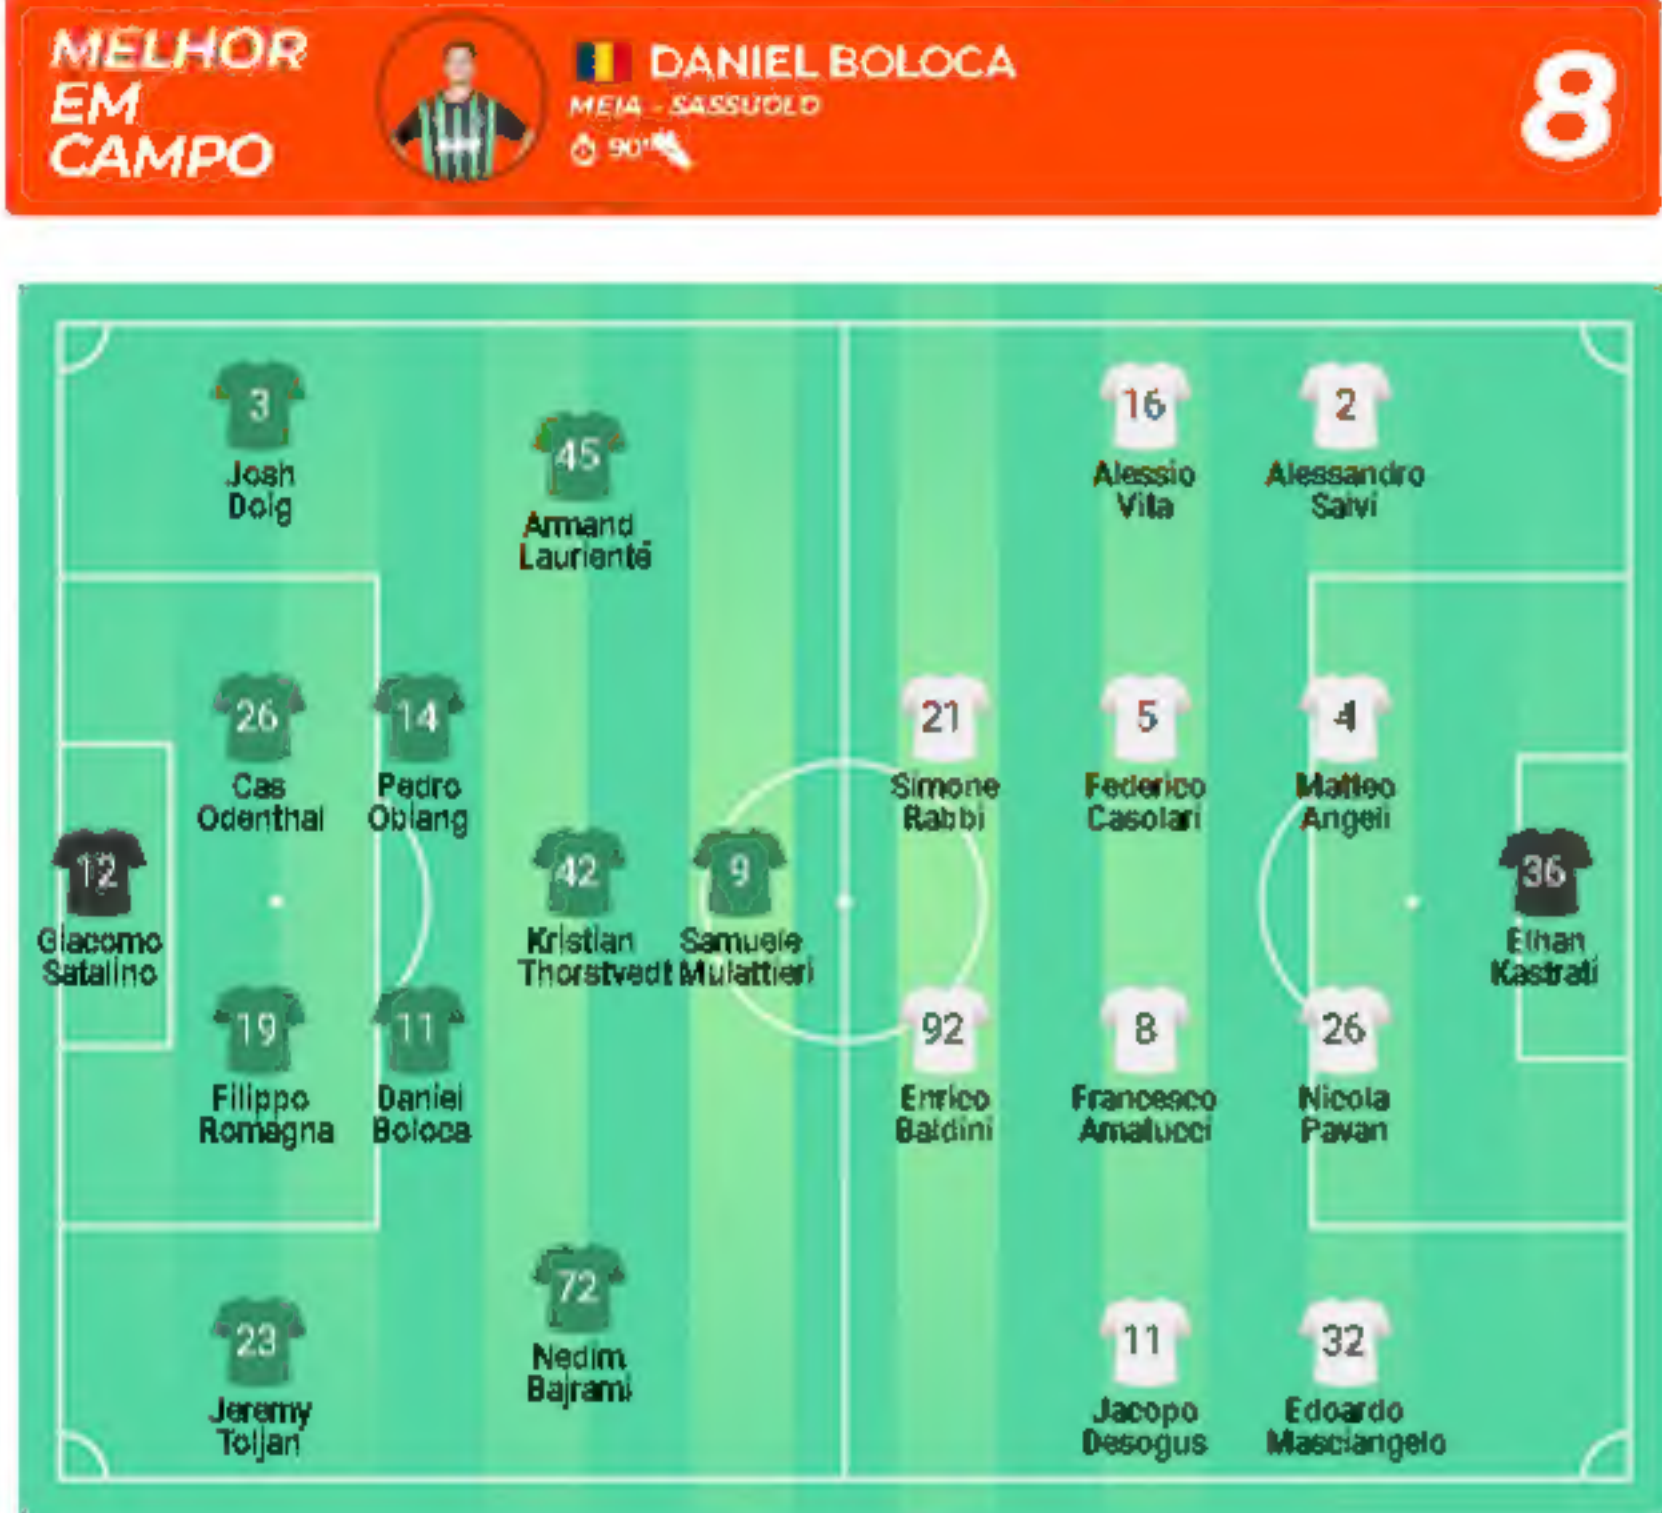 MELHOR
EM
CAMPO
DANIEL BOLOCA
MEIA - SASSUOLO
90'
8
3
Josh
Doig
45
Armand
Laurienté
26
Cas
Odenthal
14
Pedro
Obiang
12
Giacomo
Satalino
42
Kristian
Thorstvedt
9
Samuele
Mulattieri
19
Filippo
Romagna
11
Daniel
Boloca
23
Jeremy
Toljan
72
Nedim
Bajrami
16
Alessio
Vita
2
Alessandro
Salvi
21
Simone
Rabbi
5
Federico
Casolari
4
Matteo
Angeli
36
Elhan
Kastrati
92
Enrico
Baldini
8
Francesco
Amatucci
26
Nicola
Pavan
11
Jacopo
Desogus
32
Edoardo
Masciangelo